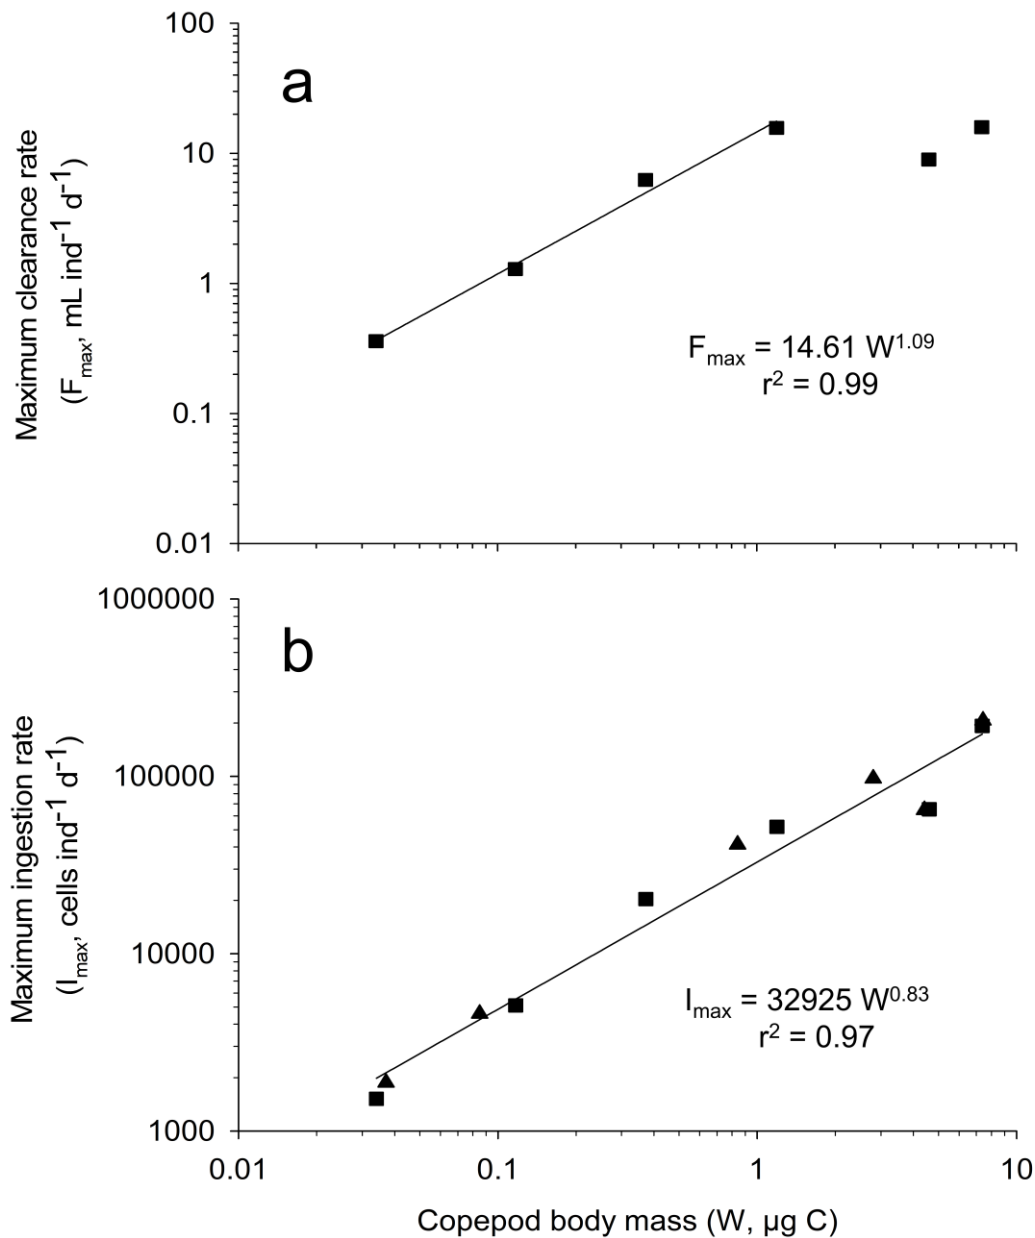 100
10
1
0.1
0.01
a
Maximum clearance rate
(Fmax, mL ind⁻¹ d⁻¹)
Fmax = 14.61 W^1.09
r² = 0.99
1000000
100000
10000
1000
b
Maximum ingestion rate
(Imax, cells ind⁻¹ d⁻¹)
Imax = 32925 W^0.83
r² = 0.97
0.01 0.1 1 10
Copepod body mass (W, µg C)